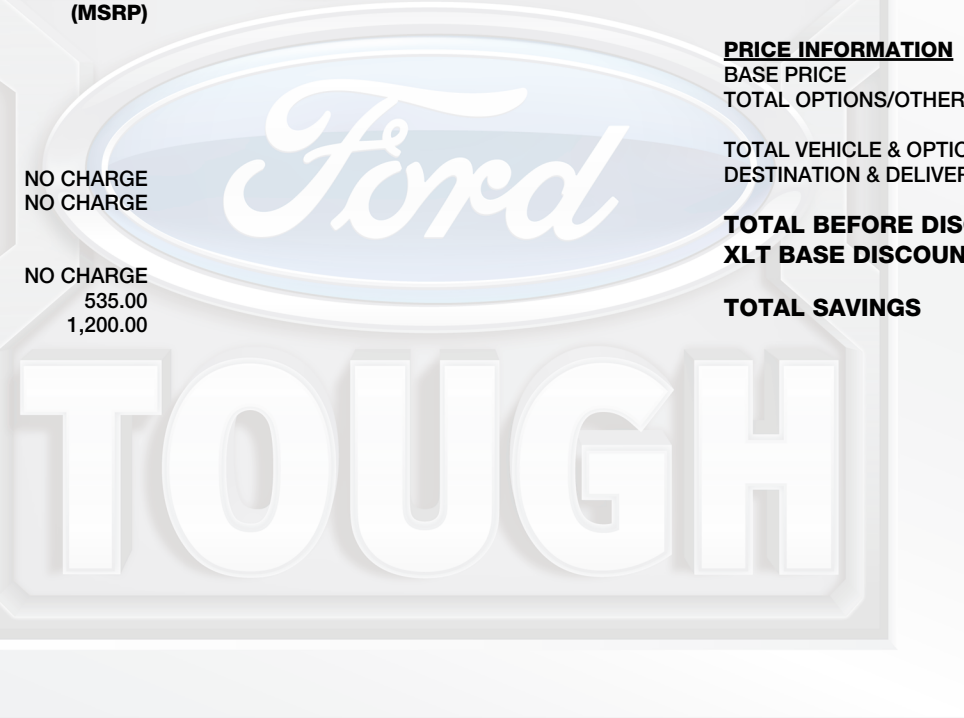 (MSRP)
NO CHARGE
NO CHARGE
NO CHARGE
535.00
1,200.00
PRICE INFORMATION
BASE PRICE
TOTAL OPTIONS/OTHER
TOTAL VEHICLE & OPTIO
DESTINATION & DELIVER
TOTAL BEFORE DIS
XLT BASE DISCOUN
TOTAL SAVINGS
Ford
TOUGH